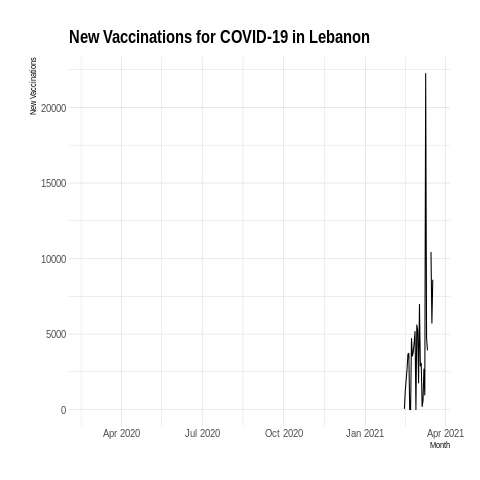 New Vaccinations for COVID-19 in Lebanon
New Vaccinations
20000
15000
10000
5000
0
Apr 2020
Jul 2020
Oct 2020
Jan 2021
Apr 2021
Month